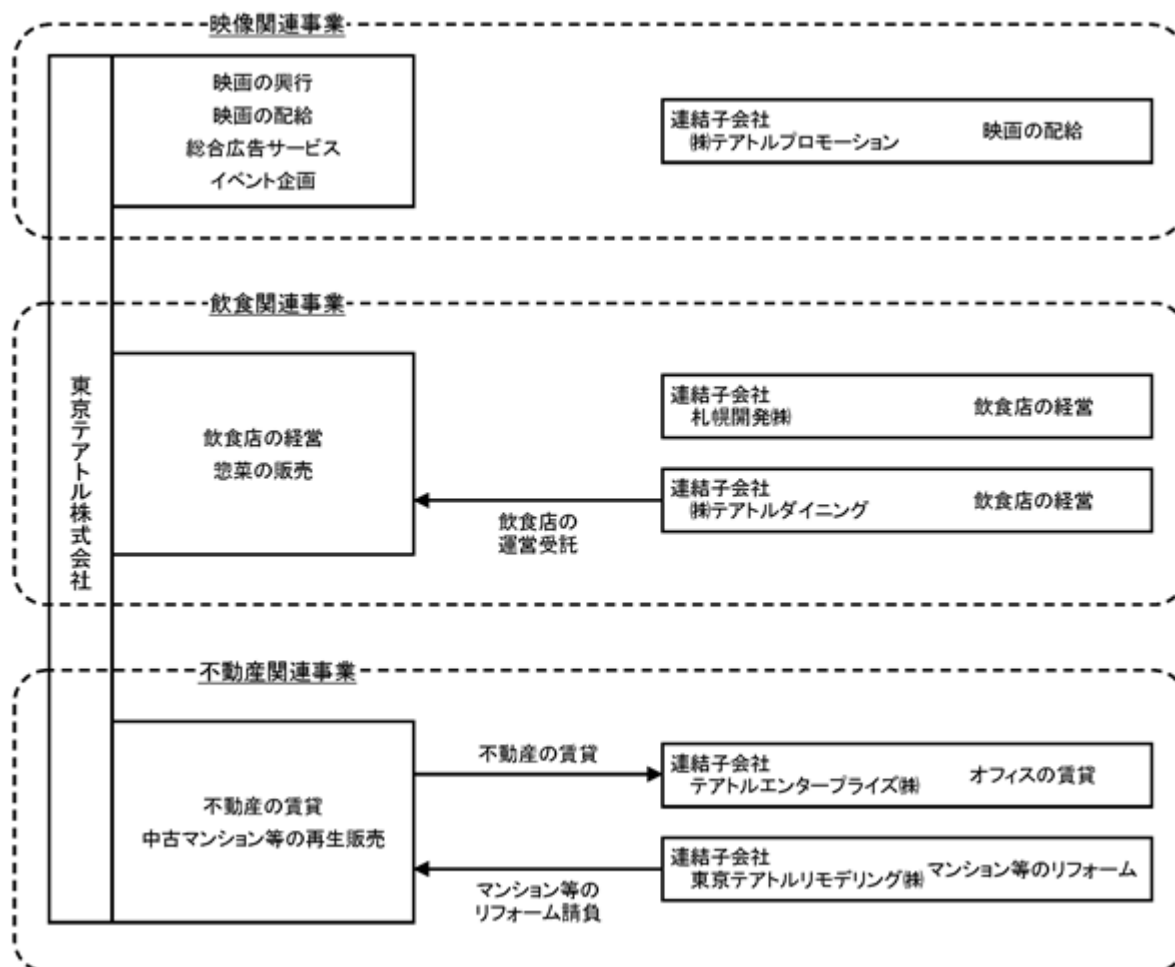 映像関連事業
映画の興行
映画の配給
総合広告サービス
イベント企画
連結子会社
㈱テアトルプロモーション
映画の配給
東京テアトル株式会社
飲食関連事業
飲食店の経営
惣菜の販売
連結子会社
札幌開発㈱
飲食店の経営
連結子会社
㈱テアトルダイニング
飲食店の経営
飲食店の
運営受託
不動産関連事業
不動産の賃貸
中古マンション等の再生販売
不動産の賃貸
連結子会社
テアトルエンタープライズ㈱
オフィスの賃貸
連結子会社
東京テアトルリモデリング㈱
マンション等のリフォーム
マンション等の
リフォーム請負